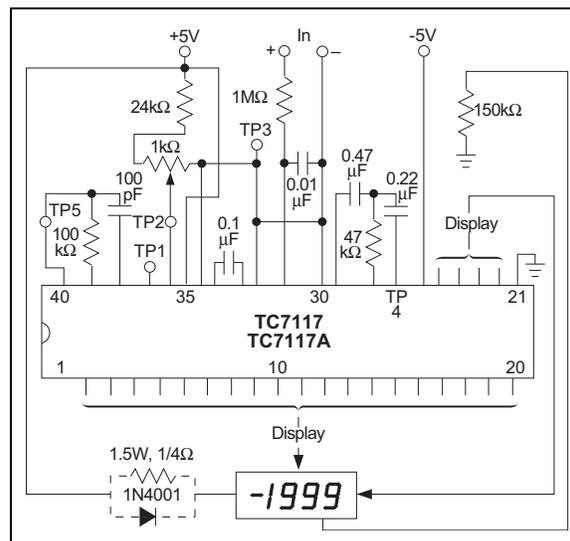 +5V
+ In –
-5V
24kΩ
1MΩ
150kΩ
TP3
1kΩ
100
pF
0.01
μF
0.47
μF
0.22
μF
TP5
100
kΩ
TP2
TP1
0.1
μF
47
kΩ
Display
40
35
30
TP
4
21
TC7117
TC7117A
1
10
20
Display
1.5W, 1/4Ω
1N4001
-1999